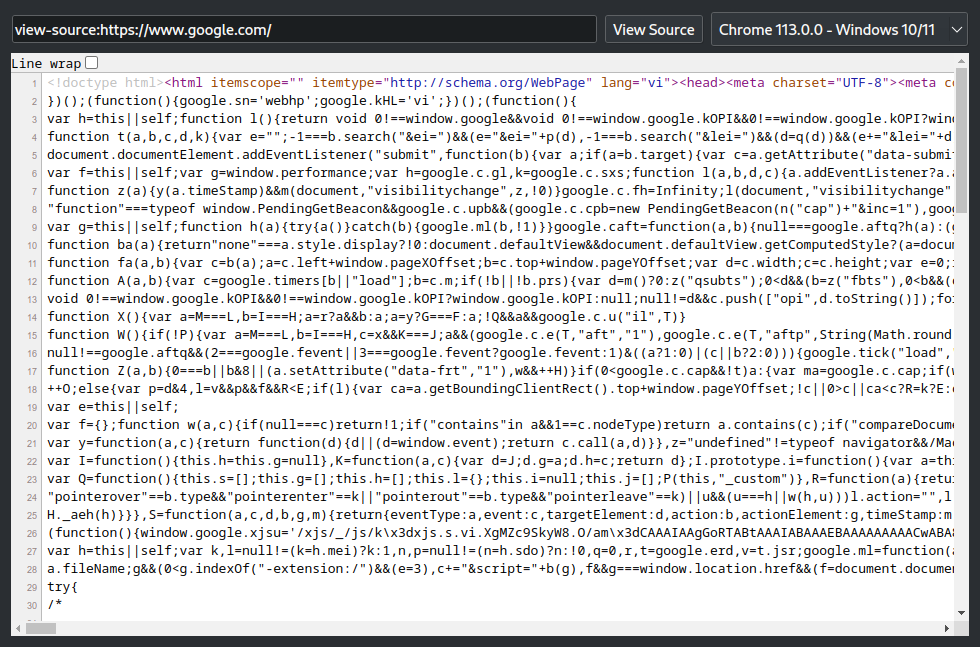 view-source:https://www.google.com/ View Source Chrome 113.0.0 - Windows 10/11
Line wrap
1 <!doctype html><html itemscope="" itemtype="http://schema.org/WebPage" lang="vi"><head><meta charset="UTF-8"><meta co
2 })();(function(){google.sn='webhp';google.kHL='vi';})();(function(){
3 var h=this||self;function l(){return void 0!==window.google&&void 0!==window.google.kOPI&&0!==window.google.kOPI?wind
4 function t(a,b,c,d,k){var e="";-1===b.search("&ei=")&&(e="&ei="+p(d),-1===b.search("&lei=")&&(d=q(d))&&(e+="&lei="+d
5 document.documentElement.addEventListener("submit",function(b){var a;if(a=b.target){var c=a.getAttribute("data-submit
6 var f=this||self;var g=window.performance;var h=google.c.gl,k=google.c.sxs;function l(a,b,d,c){a.addEventListener?a.a
7 function z(a){y(a.timeStamp)&&m(document,"visibilitychange",z,!0)}google.c.fh=Infinity;l(document,"visibilitychange"
8 "function"===typeof window.PendingGetBeacon&&google.c.upb&&(google.c.cpb=new PendingGetBeacon(n("cap")+"&inc=1"),goog
9 var g=this||self;function h(a){try{a()}catch(b){google.ml(b,!1)}}google.caft=function(a,b){null===google.aftq?h(a):(g
10 function ba(a){return"none"===a.style.display?!0:document.defaultView&&document.defaultView.getComputedStyle?(a=docum
11 function fa(a,b){var c=b(a);a=c.left+window.pageXOffset;b=c.top+window.pageYOffset;var d=c.width;c=c.height;var e=0;i
12 function A(a,b){var c=google.timers[b||"load"];b=c.m;if(!b||!b.prs){var d=m()?0:z("qsubts");0<d&&(b=z("fbts"),0<b&&(c
13 void 0!==window.google.kOPI&&0!==window.google.kOPI?window.google.kOPI:null;null!=d&&c.push(["opi",d.toString()]);foi
14 function X(){var a=M===L,b=I===H;a=r?a&&b:a;a=y?G===F:a;!Q&&a&&google.c.u("il",T)}
15 function W(){if(!P){var a=M===L,b=I===H,c=x&&K===J;a&&(google.c.e(T,"aft","1"),google.c.e(T,"aftp",String(Math.round
16 null!==google.aftq&&(2===google.fevent||3===google.fevent?google.fevent:1)&((a?1:0)|(c||b?2:0))){google.tick("load",
17 function Z(a,b){0===b||b&8||(a.setAttribute("data-frt","1"),w&&++H)}if(0<google.c.cap&&!t)a:{var ma=google.c.cap;if(w
18 ++O;else{var p=d&4,l=v&&p&&f&&R<E;if(l){var ca=a.getBoundingClientRect().top+window.pageYOffset;!c||0>c||ca<c?R=k?E:
19 var e=this||self;
20 var f={};function w(a,c){if(null===c)return!1;if("contains"in a&&1==c.nodeType)return a.contains(c);if("compareDocum
21 var y=function(a,c){return function(d){d||(d=window.event);return c.call(a,d)}},z="undefined"!=typeof navigator&&/Mac
22 var I=function(){this.h=this.g=null},K=function(a,c){var d=J;d.g=a;d.h=c;return d};I.prototype.i=function(){var a=thi
23 var Q=function(){this.s=[];this.g=[];this.h=[];this.l={};this.i=null;this.j=[];P(this,"_custom")},R=function(a){retu
24 "pointerover"==b.type&&"pointerenter"==k||"pointerout"==b.type&&"pointerleave"==k)||u&&(u===h||w(h,u)))l.action="",l
25 H._aeh(h)}}},S=function(a,c,d,b,g,m){return{eventType:a,event:c,targetElement:d,action:b,actionElement:g,timeStamp:m
26 (function(){window.google.xjsu='/xjs/_/js/k\x3dxjs.s.vi.XgMZc9SkyW8.O/am\x3dCAAAIAAgGoRTABtAAAIABAAAEBAAAAAAAAACwABA
27 var h=this||self;var k,l=null!=(k=h.mei)?k:1,n,p=null!=(n=h.sdo)?n:!0,q=0,r,t=google.erd,v=t.jsr;google.ml=function(a
28 a.fileName;g&&(0<g.indexOf("-extension:/")&&(e=3),c+="&script="+b(g),f&&g===window.location.href&&(f=document.docum
29 try{
30 /*